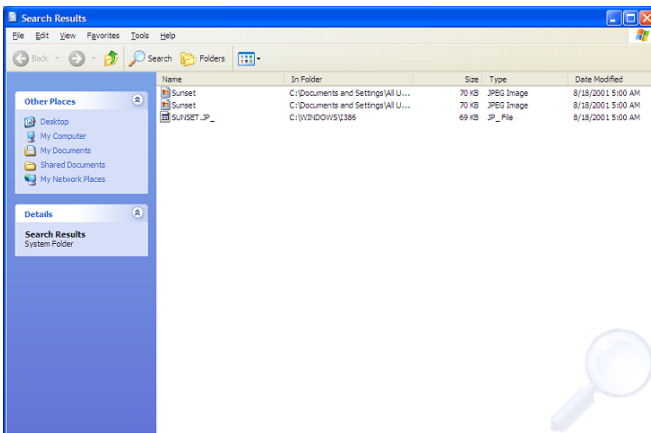 Search Results
File Edit View Favorites Tools Help
Back Search Folders
Name In Folder Size Type Date Modified
Sunset C:\Documents and Settings\All U... 70 KB JPEG Image 8/18/2001 5:00 AM
Sunset C:\Documents and Settings\All U... 70 KB JPEG Image 8/18/2001 5:00 AM
SUNSET.JP_ C:\WINDOWS\I386 69 KB JP_ File 8/18/2001 5:00 AM
Other Places
Desktop
My Computer
My Documents
Shared Documents
My Network Places
Details
Search Results
System Folder